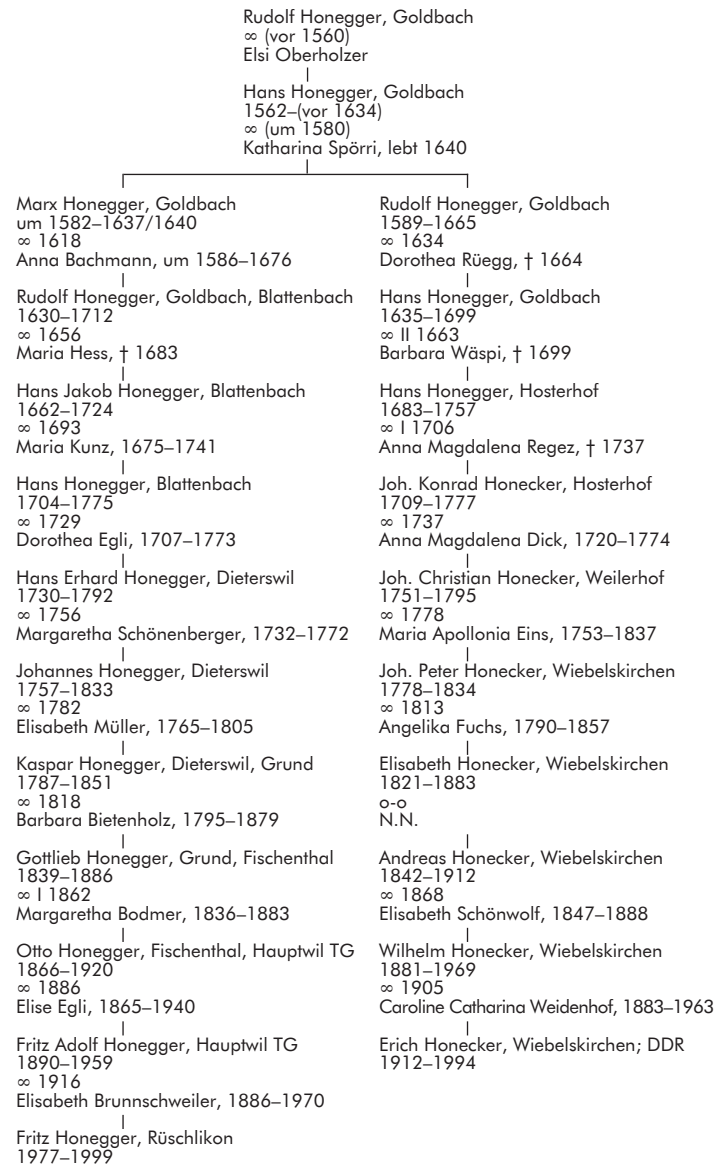 Rudolf Honegger, Goldbach
∞ (vor 1560)
Elsi Oberholzer
Hans Honegger, Goldbach
1562–(vor 1634)
∞ (um 1580)
Katharina Spörri, lebt 1640
Marx Honegger, Goldbach
um 1582–1637/1640
∞ 1618
Anna Bachmann, um 1586–1676
Rudolf Honegger, Goldbach, Blattenbach
1630–1712
∞ 1656
Maria Hess, † 1683
Hans Jakob Honegger, Blattenbach
1662–1724
∞ 1693
Maria Kunz, 1675–1741
Hans Honegger, Blattenbach
1704–1775
∞ 1729
Dorothea Egli, 1707–1773
Hans Erhard Honegger, Dieterswil
1730–1792
∞ 1756
Margaretha Schönenberger, 1732–1772
Johannes Honegger, Dieterswil
1757–1833
∞ 1782
Elisabeth Müller, 1765–1805
Kaspar Honegger, Dieterswil, Grund
1787–1851
∞ 1818
Barbara Bietenholz, 1795–1879
Gottlieb Honegger, Grund, Fischenthal
1839–1886
∞ I 1862
Margaretha Bodmer, 1836–1883
Otto Honegger, Fischenthal, Hauptwil TG
1866–1920
∞ 1886
Elise Egli, 1865–1940
Fritz Adolf Honegger, Hauptwil TG
1890–1959
∞ 1916
Elisabeth Brunnschweiler, 1886–1970
Fritz Honegger, Rüschlikon
1977–1999
Rudolf Honegger, Goldbach
1589–1665
∞ 1634
Dorothea Rüegg, † 1664
Hans Honegger, Goldbach
1635–1699
∞ II 1663
Barbara Wäspi, † 1699
Hans Honegger, Hosterhof
1683–1757
∞ I 1706
Anna Magdalena Regez, † 1737
Joh. Konrad Honecker, Hosterhof
1709–1777
∞ 1737
Anna Magdalena Dick, 1720–1774
Joh. Christian Honecker, Weilerhof
1751–1795
∞ 1778
Maria Apollonia Eins, 1753–1837
Joh. Peter Honecker, Wiebelskirchen
1778–1834
∞ 1813
Angelika Fuchs, 1790–1857
Elisabeth Honecker, Wiebelskirchen
1821–1883
o-o
N.N.
Andreas Honecker, Wiebelskirchen
1842–1912
∞ 1868
Elisabeth Schönwolf, 1847–1888
Wilhelm Honecker, Wiebelskirchen
1881–1969
∞ 1905
Caroline Catharina Weidenhof, 1883–1963
Erich Honecker, Wiebelskirchen; DDR
1912–1994